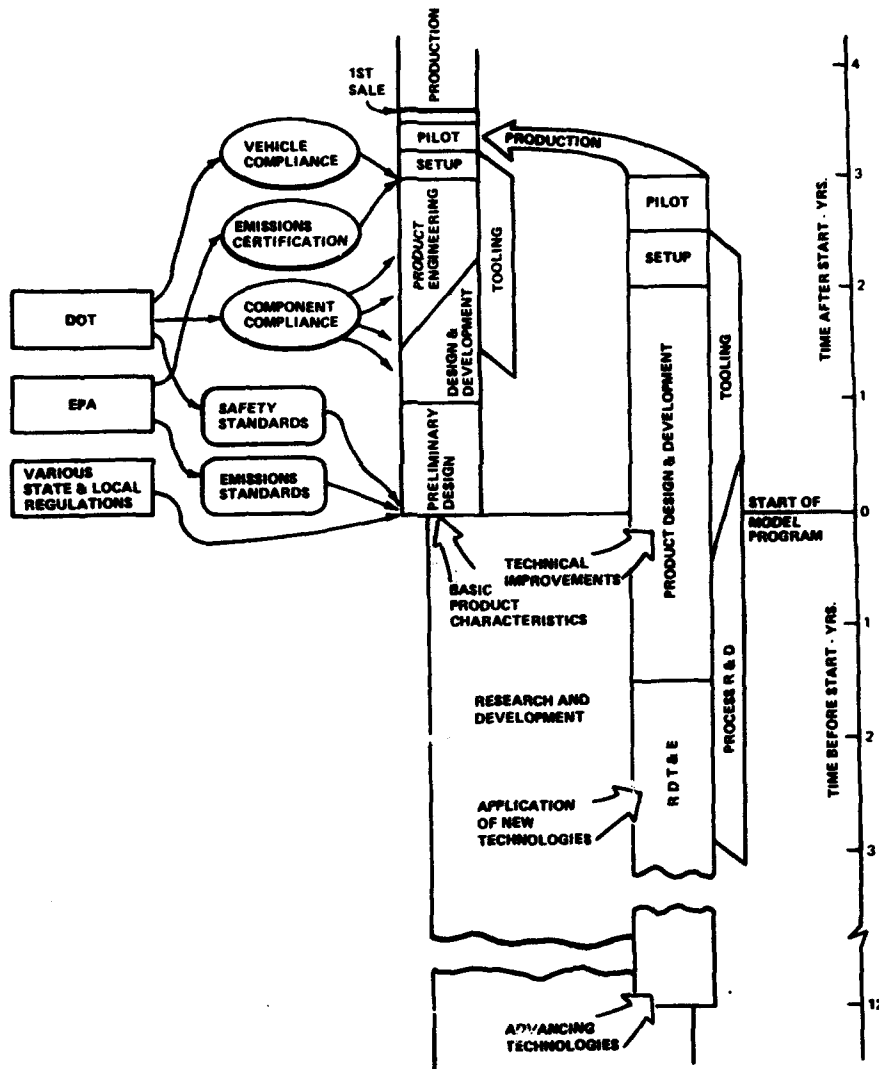 PRODUCTION
1ST
SALE
PILOT
SETUP
PRODUCT
ENGINEERING
TOOLING
DESIGN &
DEVELOPMENT
PRELIMINARY
DESIGN
VEHICLE
COMPLIANCE
EMISSIONS
CERTIFICATION
COMPONENT
COMPLIANCE
DOT
EPA
VARIOUS
STATE & LOCAL
REGULATIONS
SAFETY
STANDARDS
EMISSIONS
STANDARDS
PRODUCTION
PILOT
SETUP
TOOLING
PRODUCT DESIGN & DEVELOPMENT
TECHNICAL
IMPROVEMENTS
BASIC
PRODUCT
CHARACTERISTICS
RESEARCH AND
DEVELOPMENT
PROCESS R & D
R D T & E
APPLICATION
OF NEW
TECHNOLOGIES
ADVANCING
TECHNOLOGIES
START OF
MODEL
PROGRAM
TIME AFTER START - YRS.
TIME BEFORE START - YRS.
4
3
2
1
0
1
2
3
12